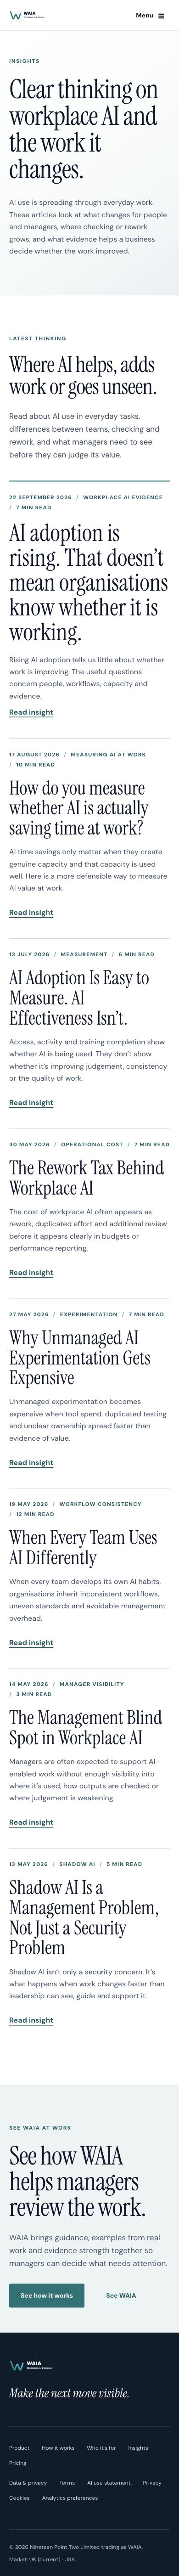 WAIA
Workplace AI Evidence
Menu
INSIGHTS
Clear thinking on
workplace AI and
the work it
changes.
AI use is spreading through everyday work.
These articles look at what changes for people
and managers, where checking or rework
grows, and what evidence helps a business
decide whether the work improved.
LATEST THINKING
Where AI helps, adds
work or goes unseen.
Read about AI use in everyday tasks,
differences between teams, checking and
rework, and what managers need to see
before they can judge its value.
22 SEPTEMBER 2026 / WORKPLACE AI EVIDENCE
/ 7 MIN READ
AI adoption is
rising. That doesn’t
mean organisations
know whether it is
working.
Rising AI adoption tells us little about whether
work is improving. The useful questions
concern people, workflows, capacity and
evidence.
Read insight
17 AUGUST 2026 / MEASURING AI AT WORK
/ 10 MIN READ
How do you measure
whether AI is actually
saving time at work?
AI time savings only matter when they create
genuine capacity and that capacity is used
well. Here is a more defensible way to measure
AI value at work.
Read insight
13 JULY 2026 / MEASUREMENT / 6 MIN READ
AI Adoption Is Easy to
Measure. AI
Effectiveness Isn’t.
Access, activity and training completion show
whether AI is being used. They don’t show
whether it’s improving judgement, consistency
or the quality of work.
Read insight
30 MAY 2026 / OPERATIONAL COST / 7 MIN READ
The Rework Tax Behind
Workplace AI
The cost of workplace AI often appears as
rework, duplicated effort and additional review
before it appears clearly in budgets or
performance reporting.
Read insight
27 MAY 2026 / EXPERIMENTATION / 7 MIN READ
Why Unmanaged AI
Experimentation Gets
Expensive
Unmanaged experimentation becomes
expensive when tool spend, duplicated testing
and unclear ownership spread faster than
evidence of value.
Read insight
19 MAY 2026 / WORKFLOW CONSISTENCY
/ 12 MIN READ
When Every Team Uses
AI Differently
When every team develops its own AI habits,
organisations inherit inconsistent workflows,
uneven standards and avoidable management
overhead.
Read insight
14 MAY 2026 / MANAGER VISIBILITY
/ 3 MIN READ
The Management Blind
Spot in Workplace AI
Managers are often expected to support AI-
enabled work without enough visibility into
where it’s used, how outputs are checked or
where judgement is weakening.
Read insight
13 MAY 2026 / SHADOW AI / 5 MIN READ
Shadow AI Is a
Management Problem,
Not Just a Security
Problem
Shadow AI isn’t only a security concern. It’s
what happens when work changes faster than
leadership can see, guide and support it.
Read insight
SEE WAIA AT WORK
See how WAIA
helps managers
review the work.
WAIA brings guidance, examples from real
work and evidence strength together so
managers can decide what needs attention.
See how it works
See WAIA
WAIA
Workplace AI Evidence
Make the next move visible.
Product How it works Who it's for Insights
Pricing
Data & privacy Terms AI use statement Privacy
Cookies Analytics preferences
© 2026 Nineteen Point Two Limited trading as WAIA.
Market: UK (current) · USA